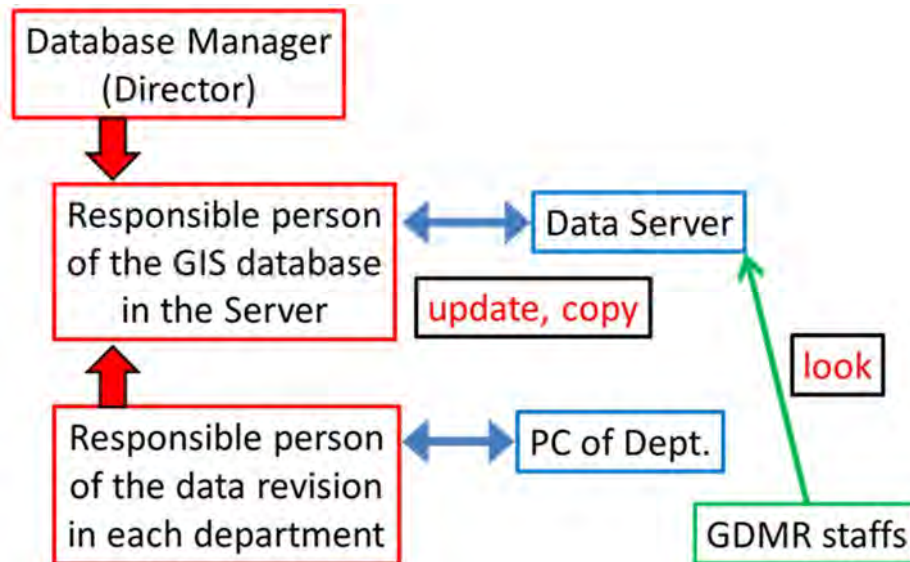 Database Manager
(Director)
Responsible person
of the GIS database
in the Server
Data Server
update, copy
look
Responsible person
of the data revision
in each department
PC of Dept.
GDMR staffs